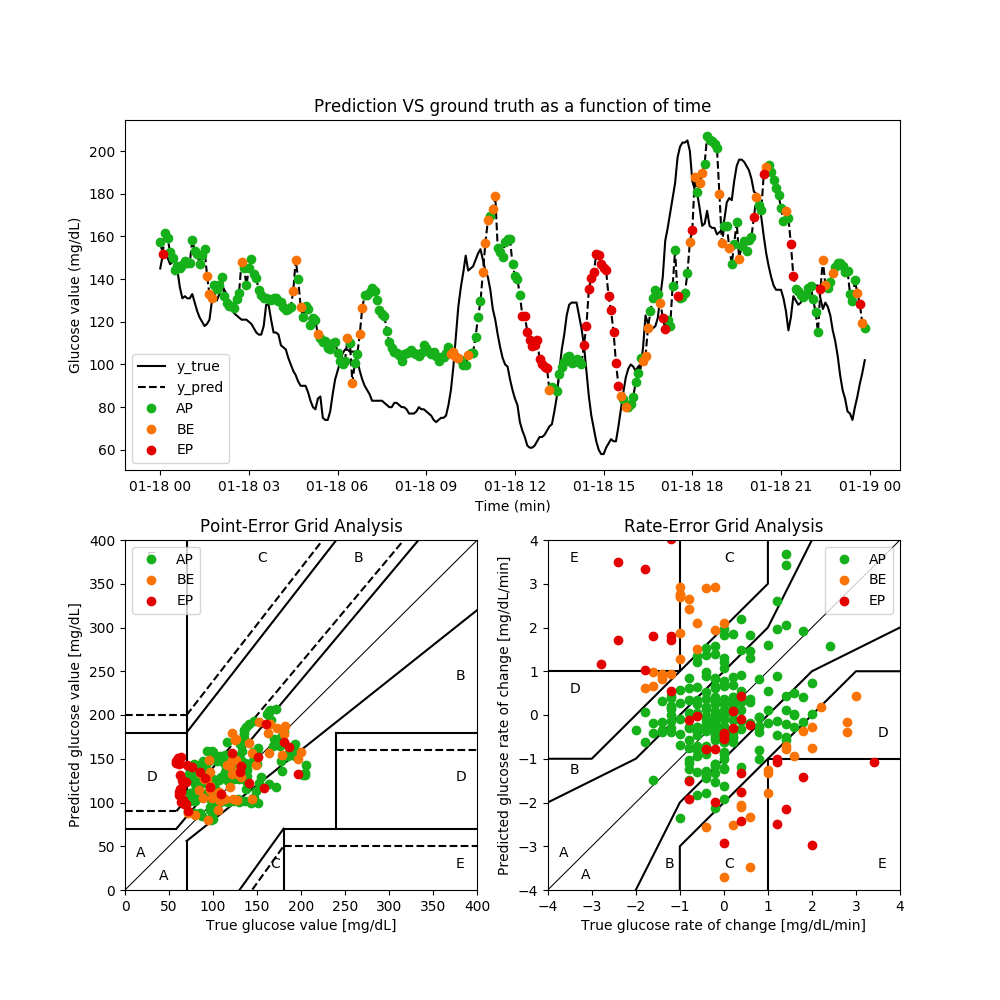 Prediction VS ground truth as a function of time
Glucose value (mg/dL)
200
180
160
140
120
100
80
60
y_true
y_pred
AP
BE
EP
01-18 00 01-18 03 01-18 06 01-18 09 01-18 12 01-18 15 01-18 18 01-18 21 01-19 00
Time (min)
Point-Error Grid Analysis
Predicted glucose value [mg/dL]
400
350
300
250
200
150
100
50
0
AP
BE
EP
C B
B
D D
A
A
C E
0 50 100 150 200 250 300 350 400
True glucose value [mg/dL]
Rate-Error Grid Analysis
Predicted glucose rate of change [mg/dL/min]
4
3
2
1
0
−1
−2
−3
−4
E C
AP
BE
EP
D
D
B
A
A
B C E
−4 −3 −2 −1 0 1 2 3 4
True glucose rate of change [mg/dL/min]